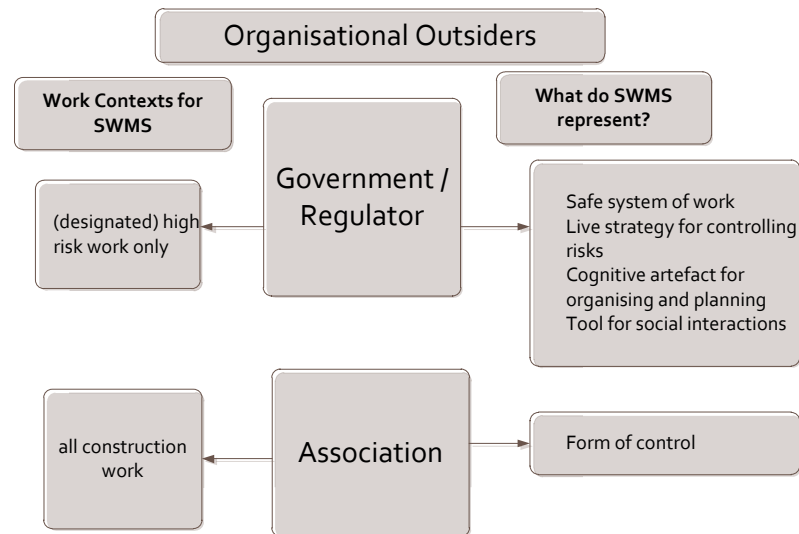 Organisational Outsiders
Work Contexts for
SWMS
What do SWMS
represent?
(designated) high
risk work only
Government /
Regulator
Safe system of work
Live strategy for controlling
risks
Cognitive artefact for
organising and planning
Tool for social interactions
all construction
work
Association
Form of control